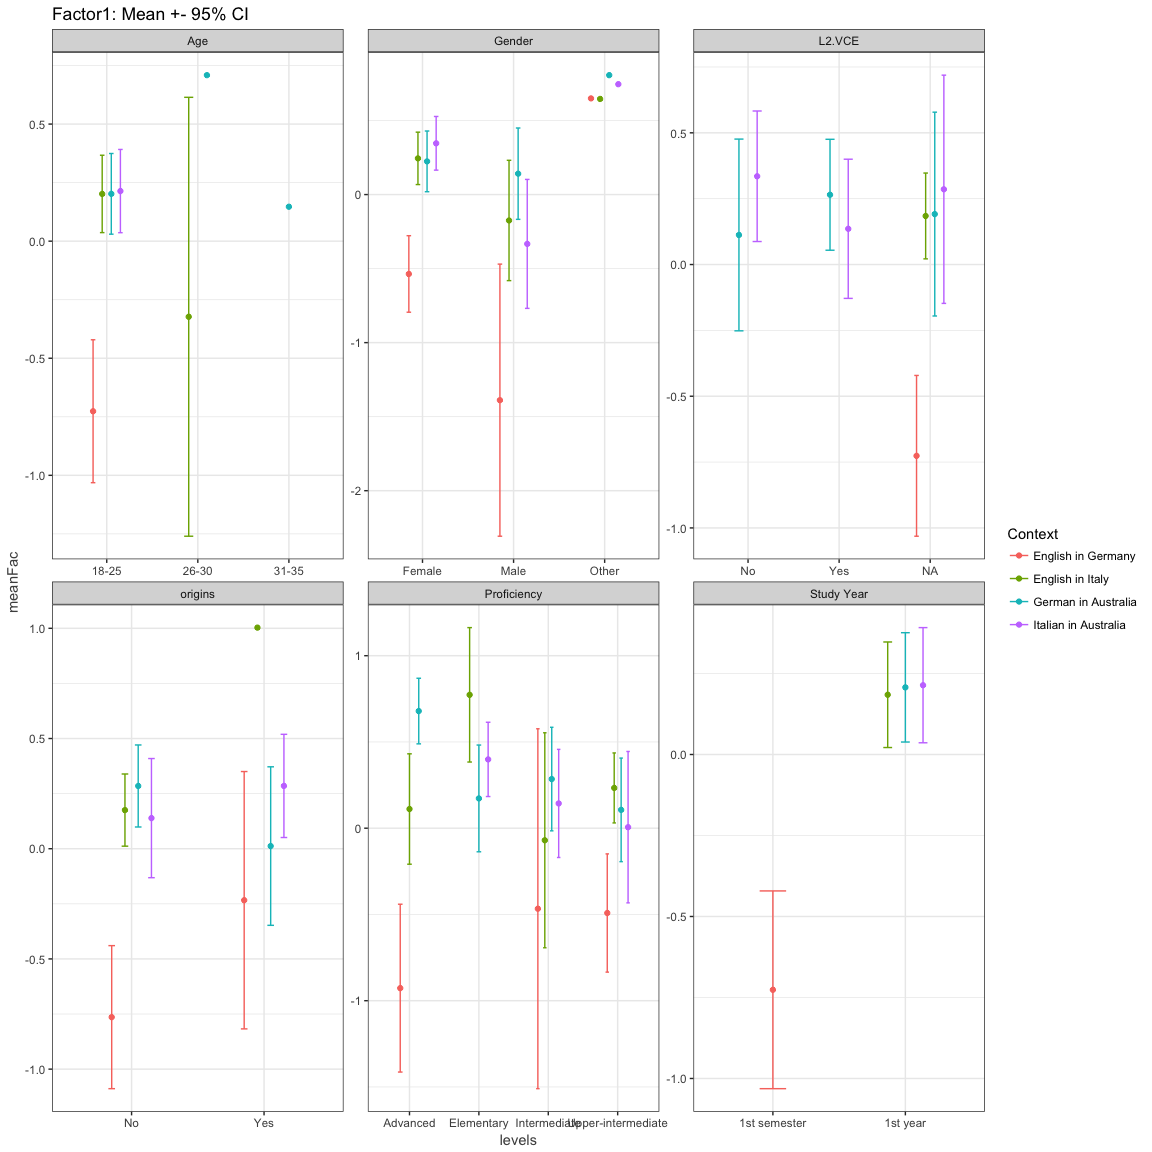 Factor1: Mean +- 95% CI
Age
Gender
L2.VCE
0.5
0.0
-0.5
-1.0
0
-1
-2
0.5
0.0
-0.5
-1.0
18-25 26-30 31-35
Female Male Other
No Yes NA
origins
Proficiency
Study Year
1.0
0.5
0.0
-0.5
-1.0
1
0
-1
0.0
-0.5
-1.0
No Yes
Advanced Elementary Intermediate Upper-intermediate
1st semester 1st year
meanFac
levels
Context
English in Germany
English in Italy
German in Australia
Italian in Australia